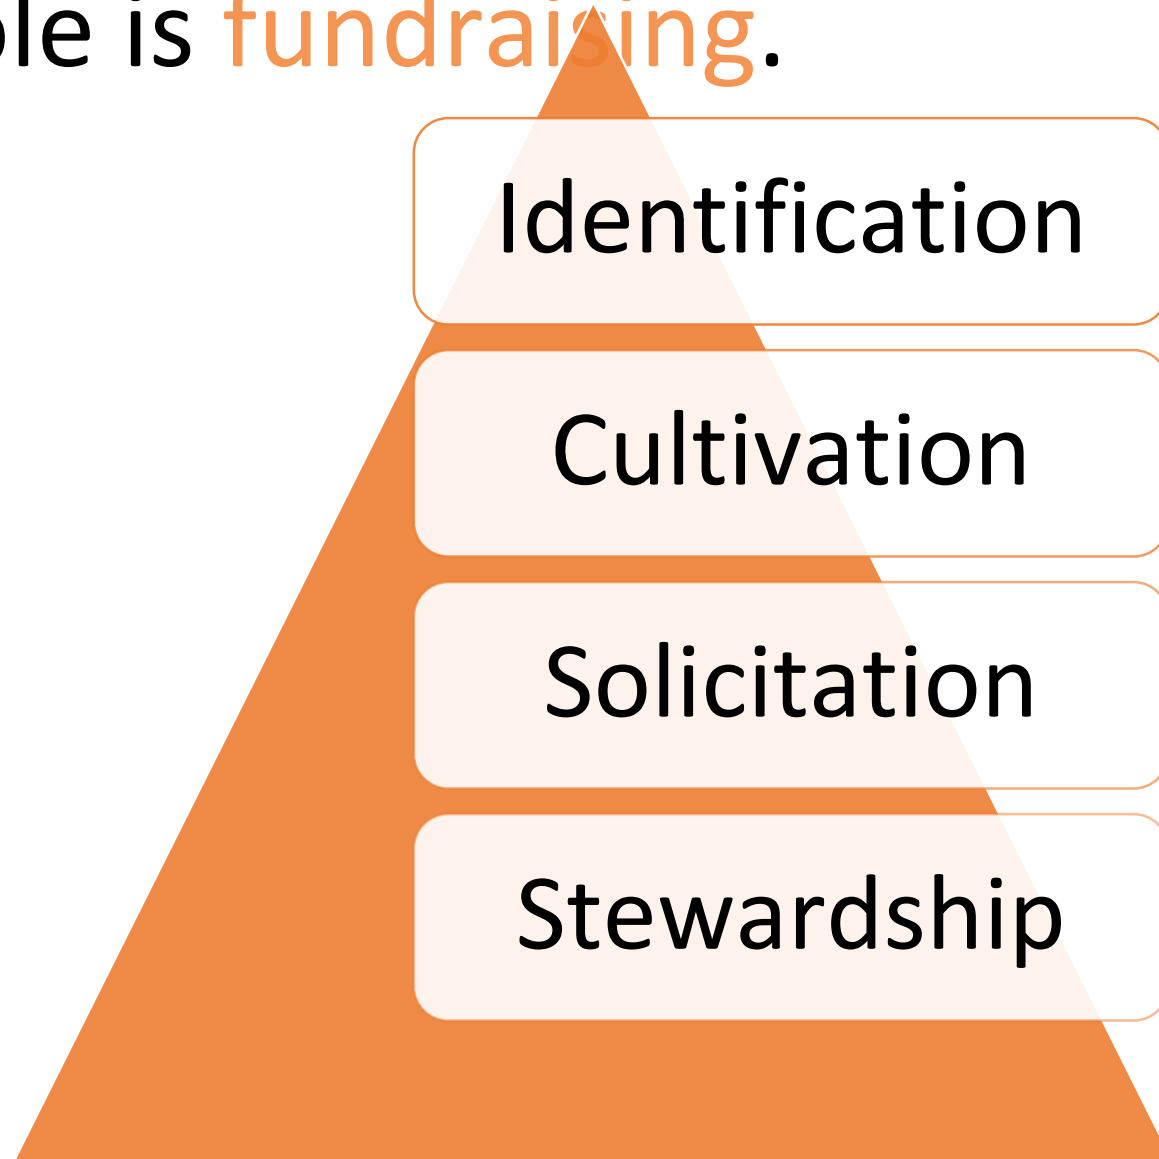 is fundraising.
Identification
Cultivation
Solicitation
Stewardship